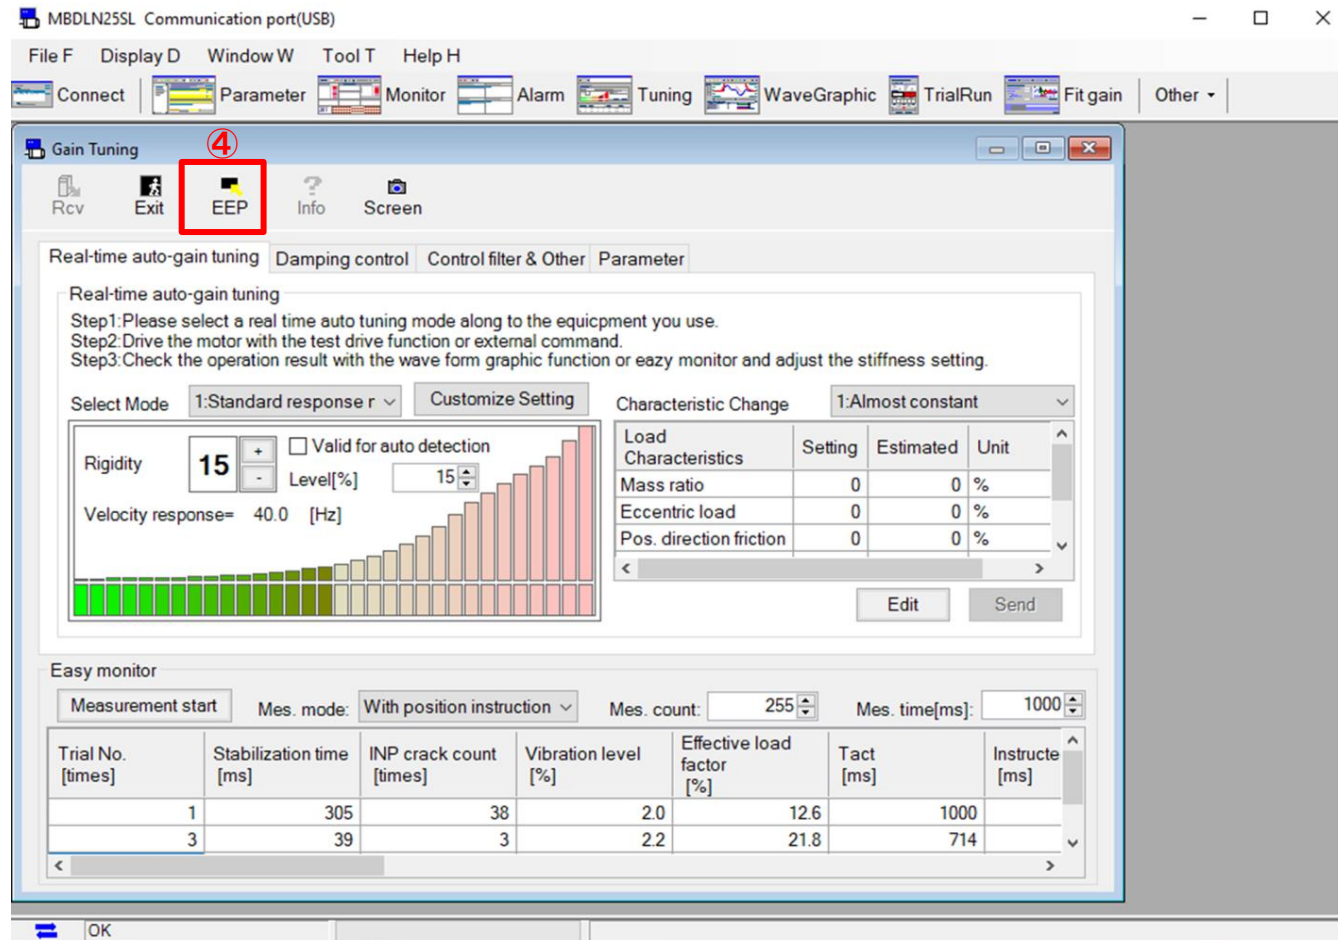 MBDLN25SL Communication port(USB)
File F Display D Window W Tool T Help H
Connect Parameter Monitor Alarm Tuning WaveGraphic TrialRun Fit gain Other
Gain Tuning
④
Rcv Exit EEP Info Screen
Real-time auto-gain tuning Damping control Control filter & Other Parameter
Real-time auto-gain tuning
Step1:Please select a real time auto tuning mode along to the equicpment you use.
Step2:Drive the motor with the test drive function or external command.
Step3:Check the operation result with the wave form graphic function or eazy monitor and adjust the stiffness setting.
Select Mode 1:Standard response r Customize Setting Characteristic Change 1:Almost constant
Rigidity 15 + - Valid for auto detection
Level[%] 15
Velocity response= 40.0 [Hz]
Load Characteristics Setting Estimated Unit
Mass ratio 0 0 %
Eccentric load 0 0 %
Pos. direction friction 0 0 %
Edit Send
Easy monitor
Measurement start Mes. mode: With position instruction Mes. count: 255 Mes. time[ms]: 1000
Trial No. [times] Stabilization time [ms] INP crack count [times] Vibration level [%] Effective load factor [%] Tact [ms] Instructe [ms]
1 305 38 2.0 12.6 1000
3 39 3 2.2 21.8 714
OK